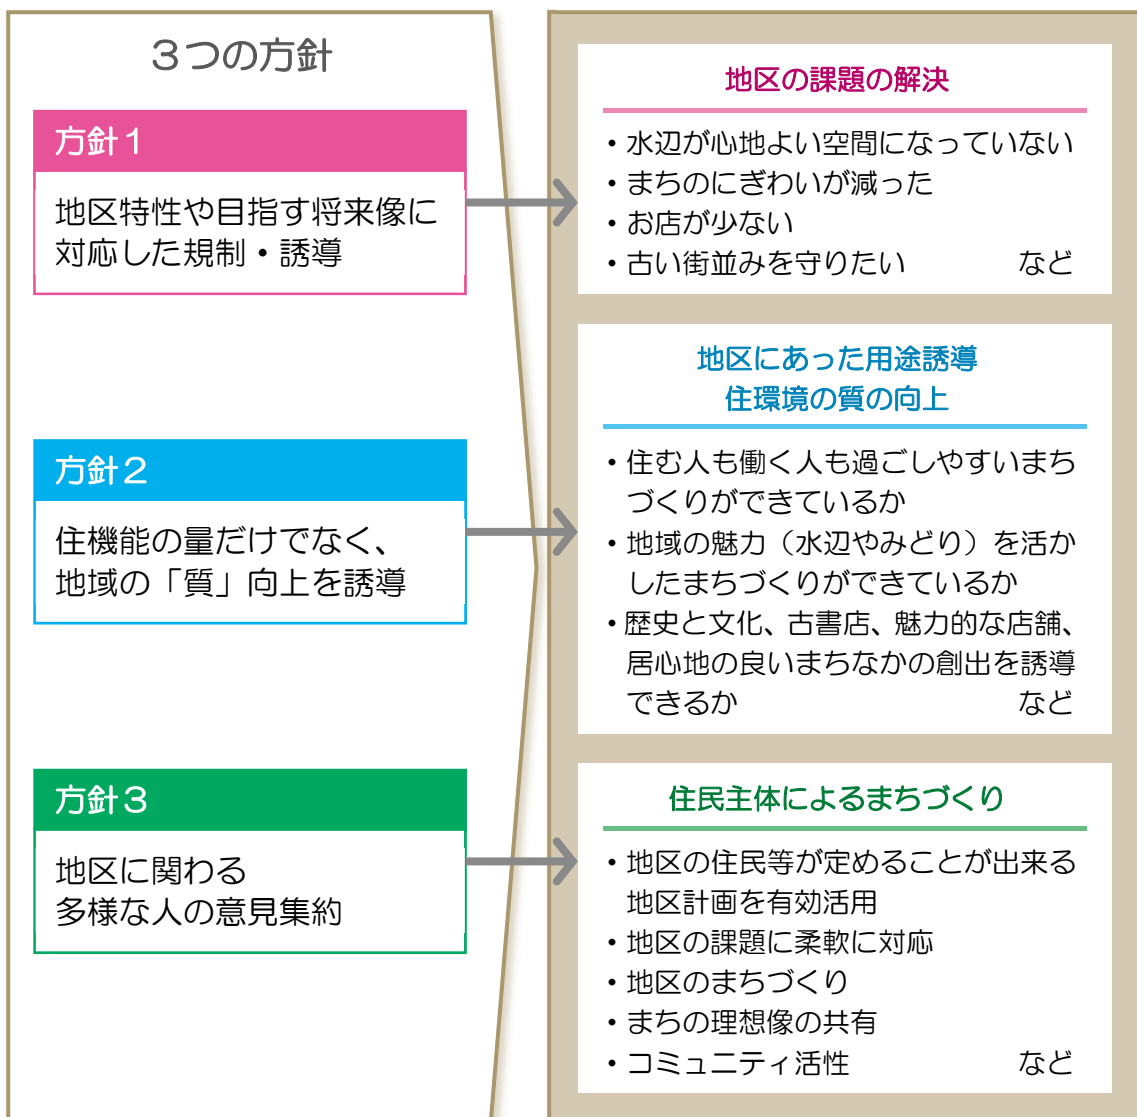 3つの方針
方針1
地区特性や目指す将来像に
対応した規制・誘導
地区の課題の解決
・水辺が心地よい空間になっていない
・まちのにぎわいが減った
・お店が少ない
・古い街並みを守りたい など
方針2
住機能の量だけでなく、
地域の「質」向上を誘導
地区にあった用途誘導
住環境の質の向上
・住む人も働く人も過ごしやすいまち
づくりができているか
・地域の魅力（水辺やみどり）を活か
したまちづくりができているか
・歴史と文化、古書店、魅力的な店舗、
居心地の良いまちなかの創出を誘導
できるか など
方針3
地区に関わる
多様な人の意見集約
住民主体によるまちづくり
・地区の住民等が定めることが出来る
地区計画を有効活用
・地区の課題に柔軟に対応
・地区のまちづくり
・まちの理想像の共有
・コミュニティ活性 など